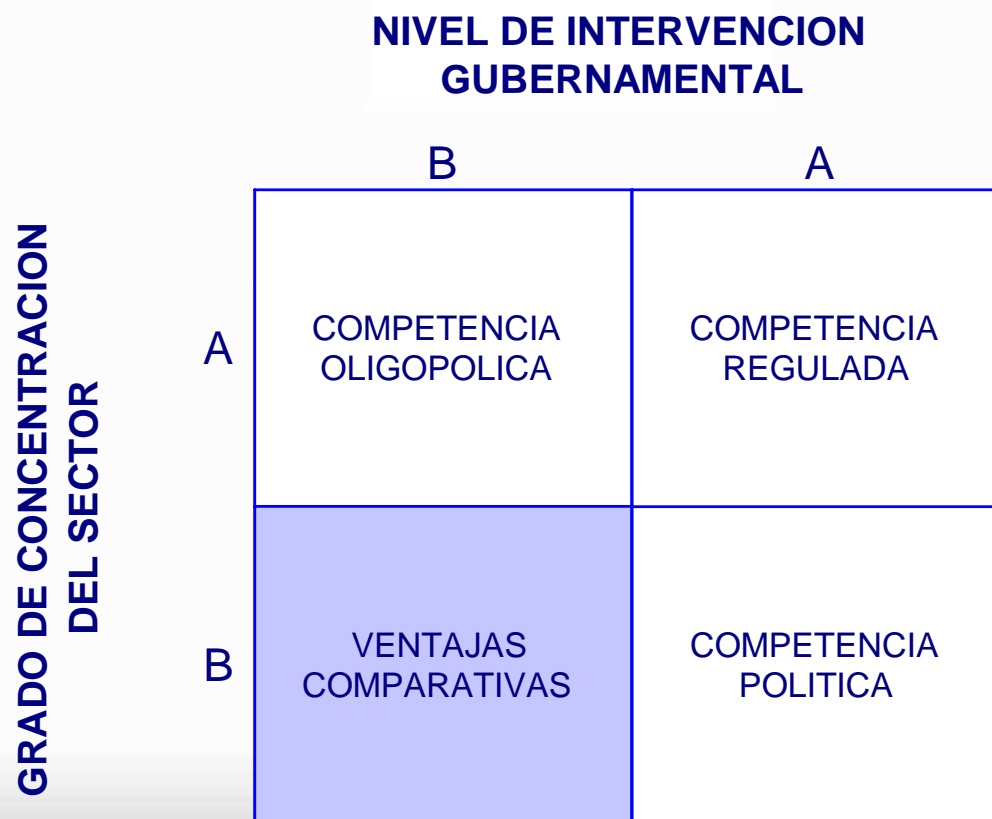 NIVEL DE INTERVENCION
GUBERNAMENTAL
B
A
GRADO DE CONCENTRACION
DEL SECTOR
A
COMPETENCIA
OLIGOPOLICA
COMPETENCIA
REGULADA
B
VENTAJAS
COMPARATIVAS
COMPETENCIA
POLITICA